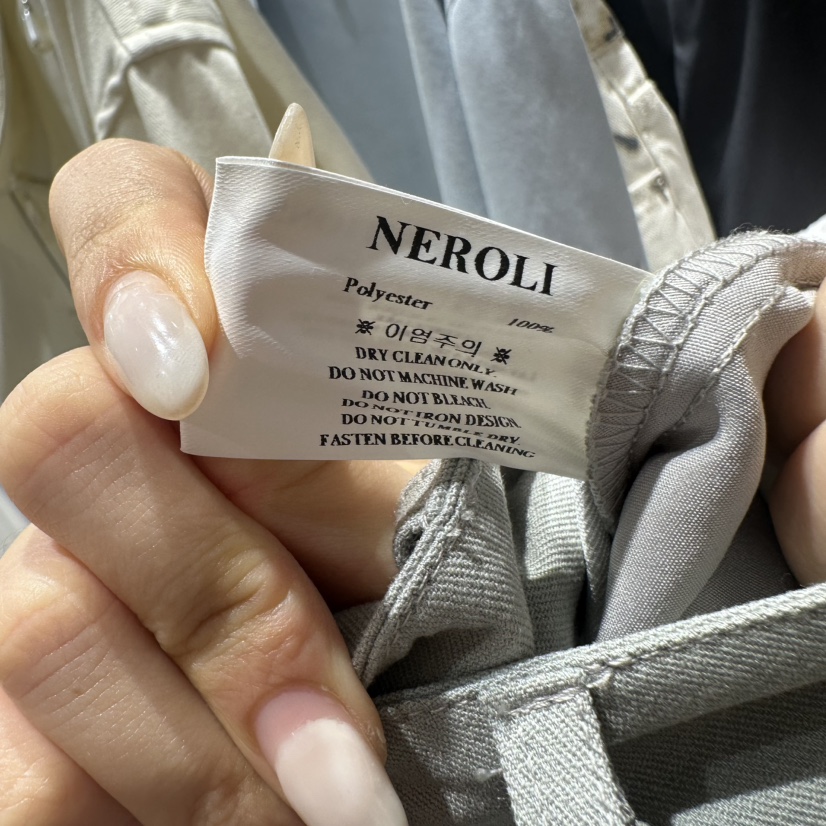 NEROLI
Polyester 100%
※ 이염주의 ※
DRY CLEAN ONLY.
DO NOT MACHINE WASH
DO NOT BLEACH.
DO NOT IRON DESIGN.
DO NOT TUMBLE DRY.
FASTEN BEFORE CLEANING